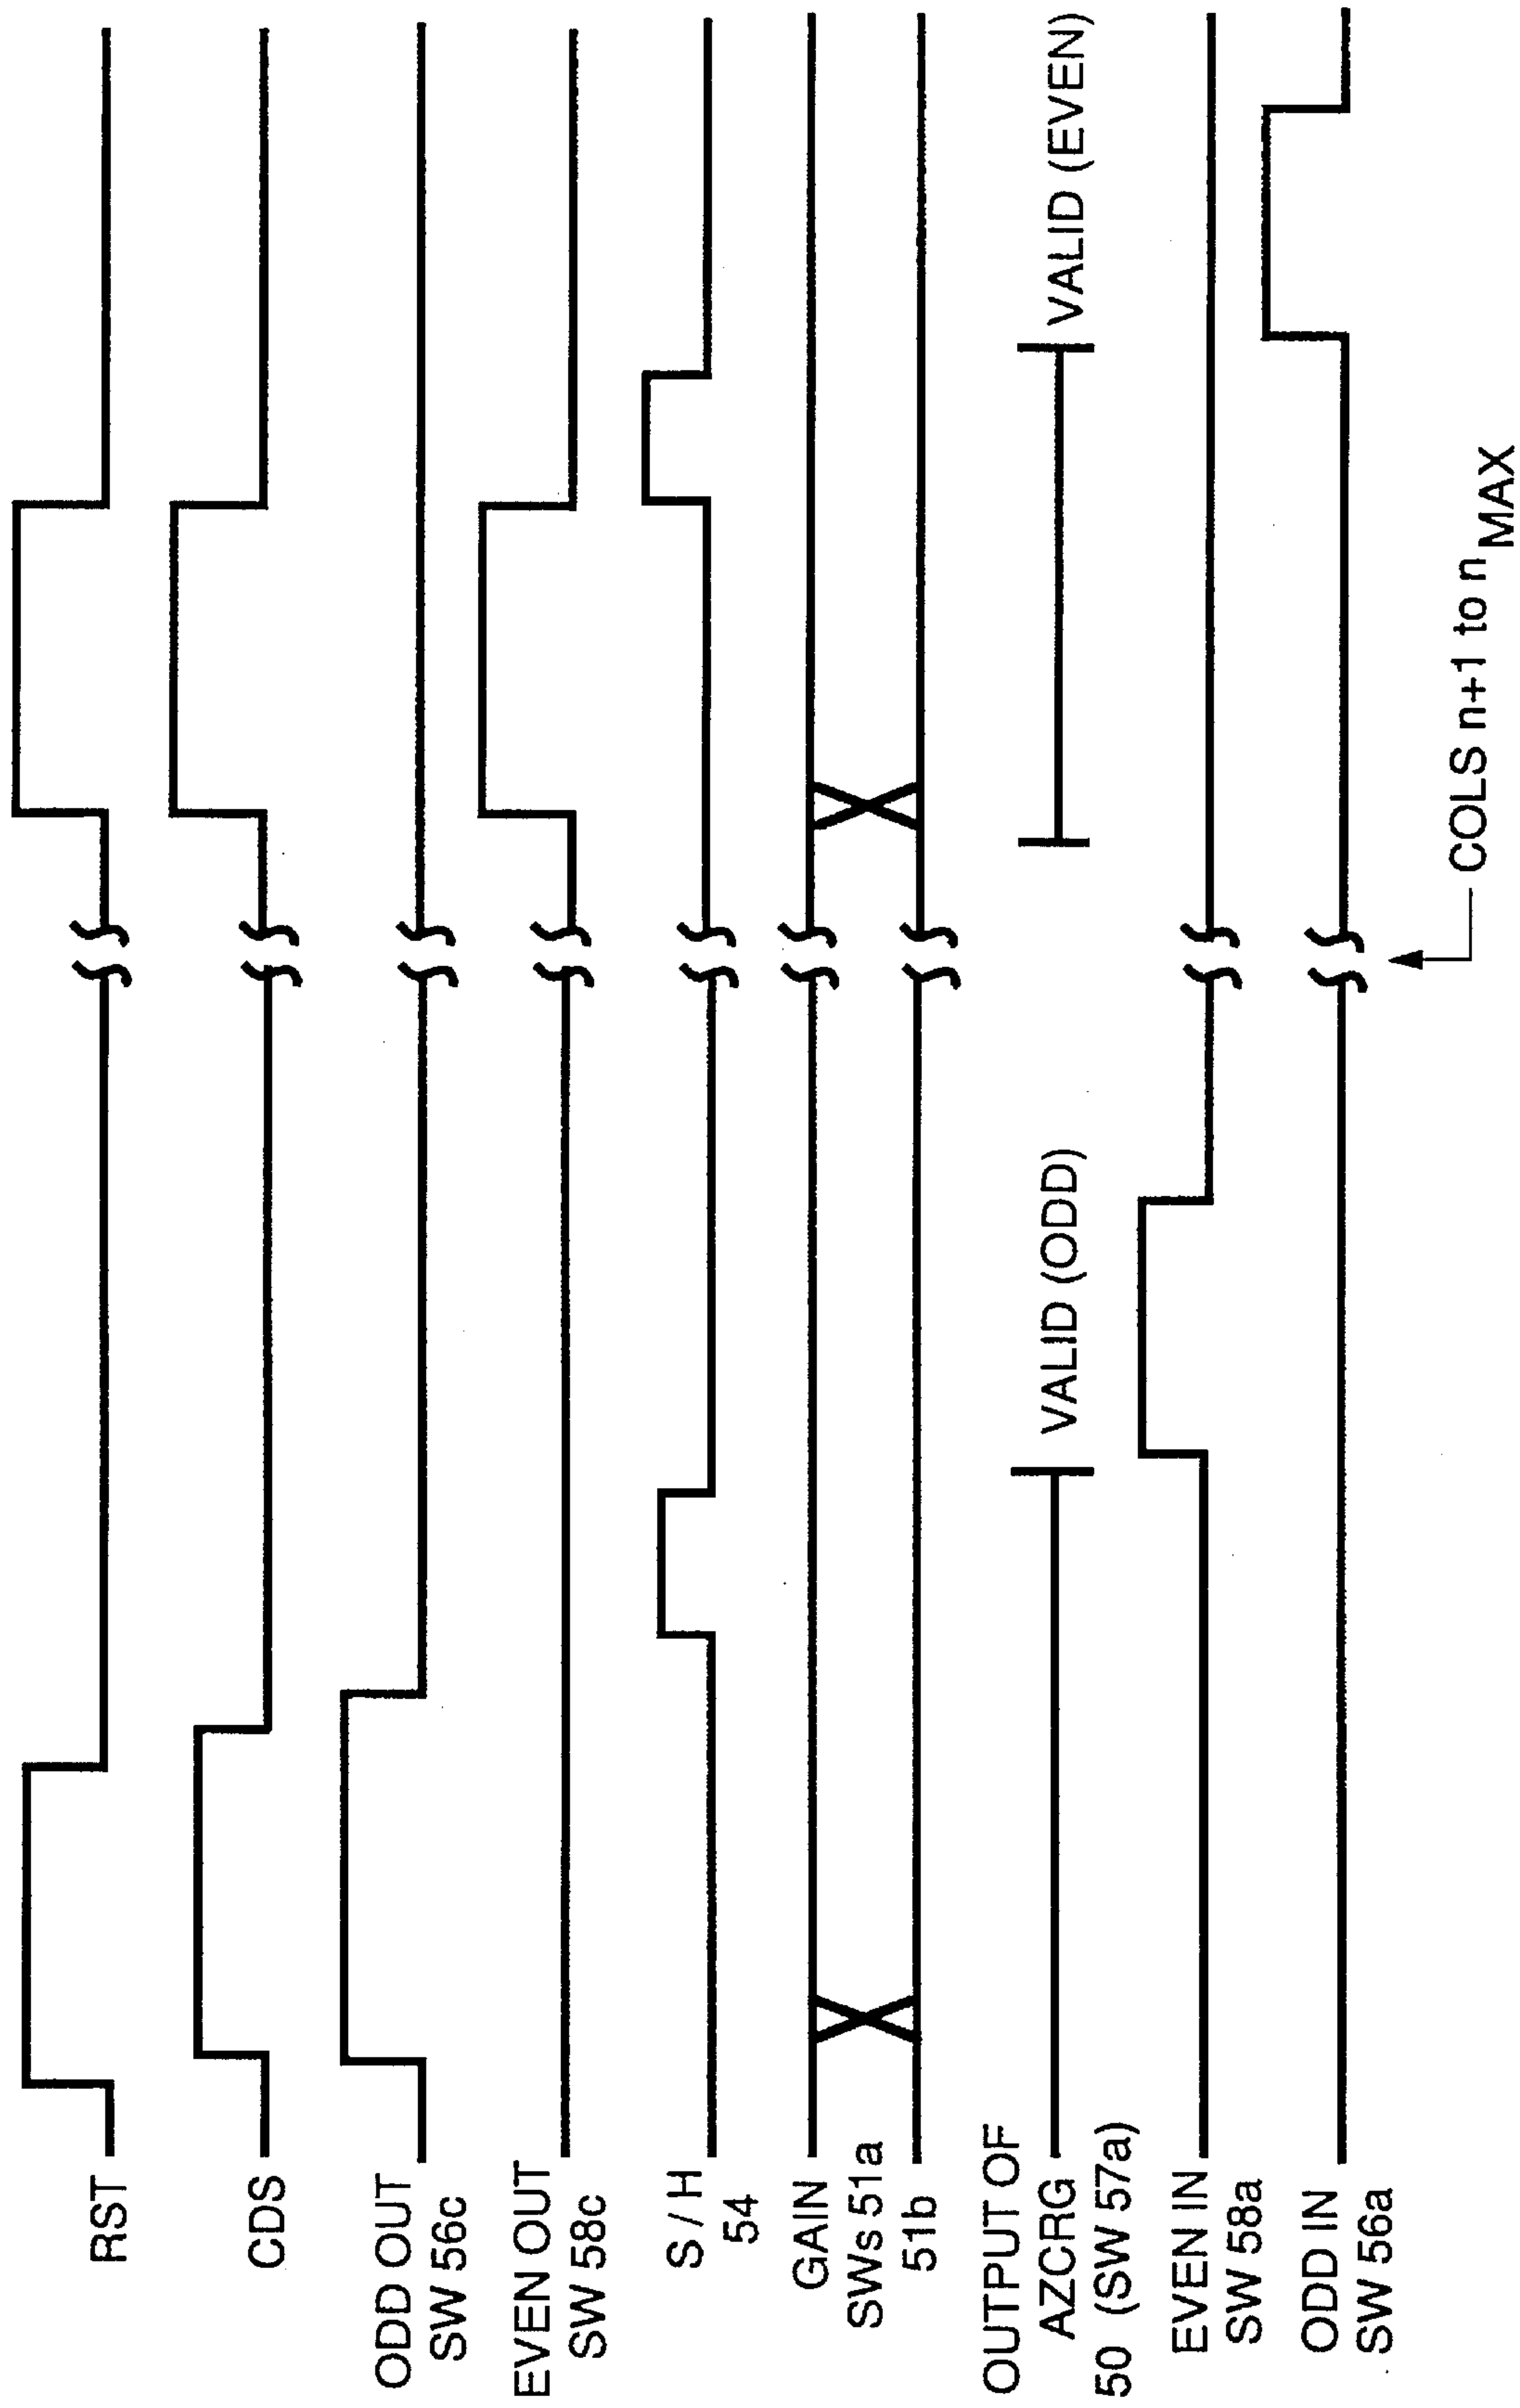 RST
CDS
ODD OUT
SW 56c
EVEN OUT
SW 58c
S / H
54
GAIN
SWs 51a
51b
OUTPUT OF
AZCRG
50 (SW 57a)
VALID (ODD)
VALID (EVEN)
EVEN IN
SW 58a
ODD IN
SW 56a
COLS n+1 to n MAX